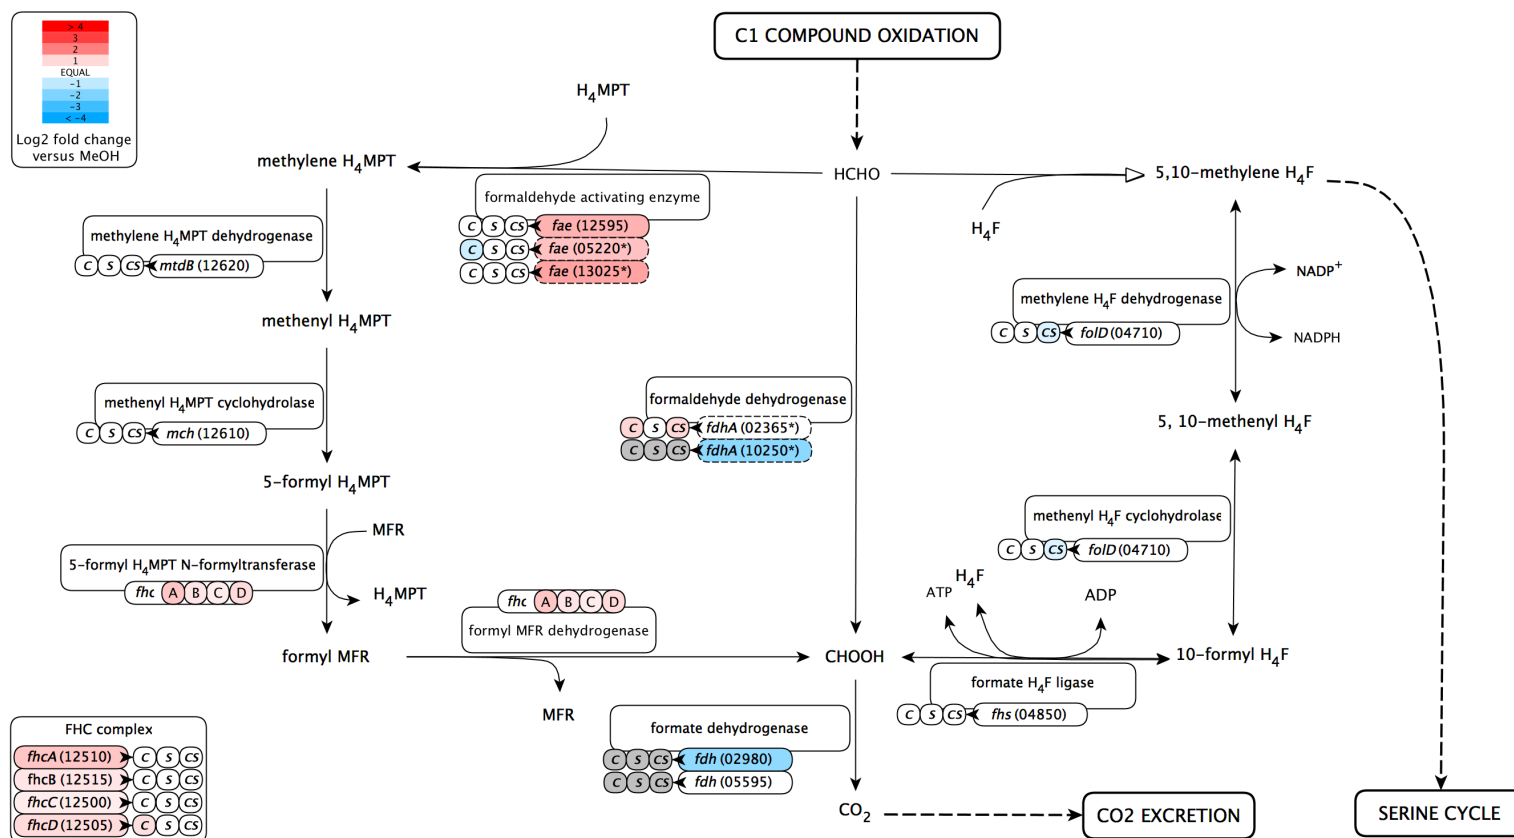 > 4
3
2
1
EQUAL
−1
−2
−3
< −4
Log2 fold change
versus MeOH
C1 COMPOUND OXIDATION
H4MPT
methylene H4MPT
HCHO
5,10−methylene H4F
formaldehyde activating enzyme
C S CS fae (12595)
C S CS fae (05220*)
C S CS fae (13025*)
H4F
methylene H4MPT dehydrogenase
C S CS mtdB (12620)
NADP+
methylene H4F dehydrogenase
C S CS folD (04710)
NADPH
methenyl H4MPT
methenyl H4MPT cyclohydrolase
C S CS mch (12610)
formaldehyde dehydrogenase
C S CS fdhA (02365*)
C S CS fdhA (10250*)
5, 10−methenyl H4F
5−formyl H4MPT
MFR
methenyl H4F cyclohydrolase
C S CS folD (04710)
5−formyl H4MPT N−formyltransferase
fhc A B C D
H4MPT
fhc A B C D
formyl MFR dehydrogenase
ATP
H4F
ADP
formyl MFR
CHOOH
10−formyl H4F
MFR
formate H4F ligase
C S CS fhs (04850)
formate dehydrogenase
C S CS fdh (02980)
C S CS fdh (05595)
FHC complex
fhcA (12510) C S CS
fhcB (12515) C S CS
fhcC (12500) C S CS
fhcD (12505) C S CS
CO2
CO2 EXCRETION
SERINE CYCLE